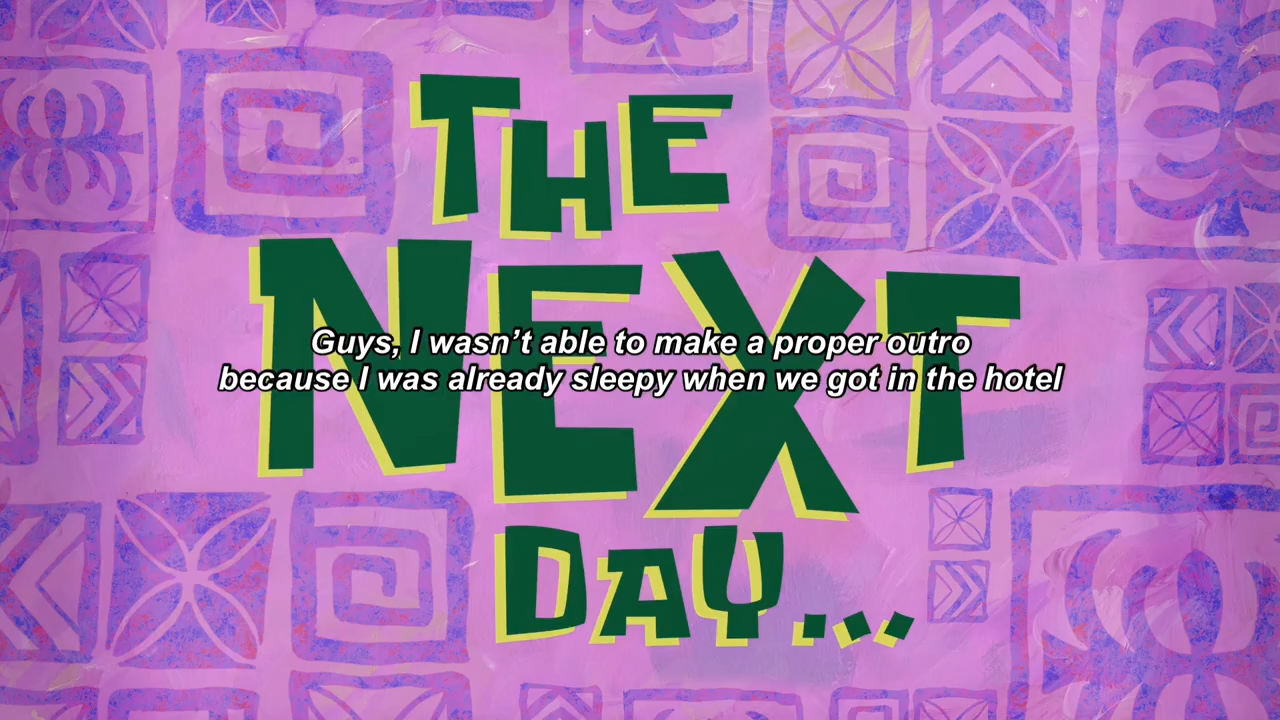 THE
NEXT
Guys, I wasn’t able to make a proper outro
because I was already sleepy when we got in the hotel
DAY...